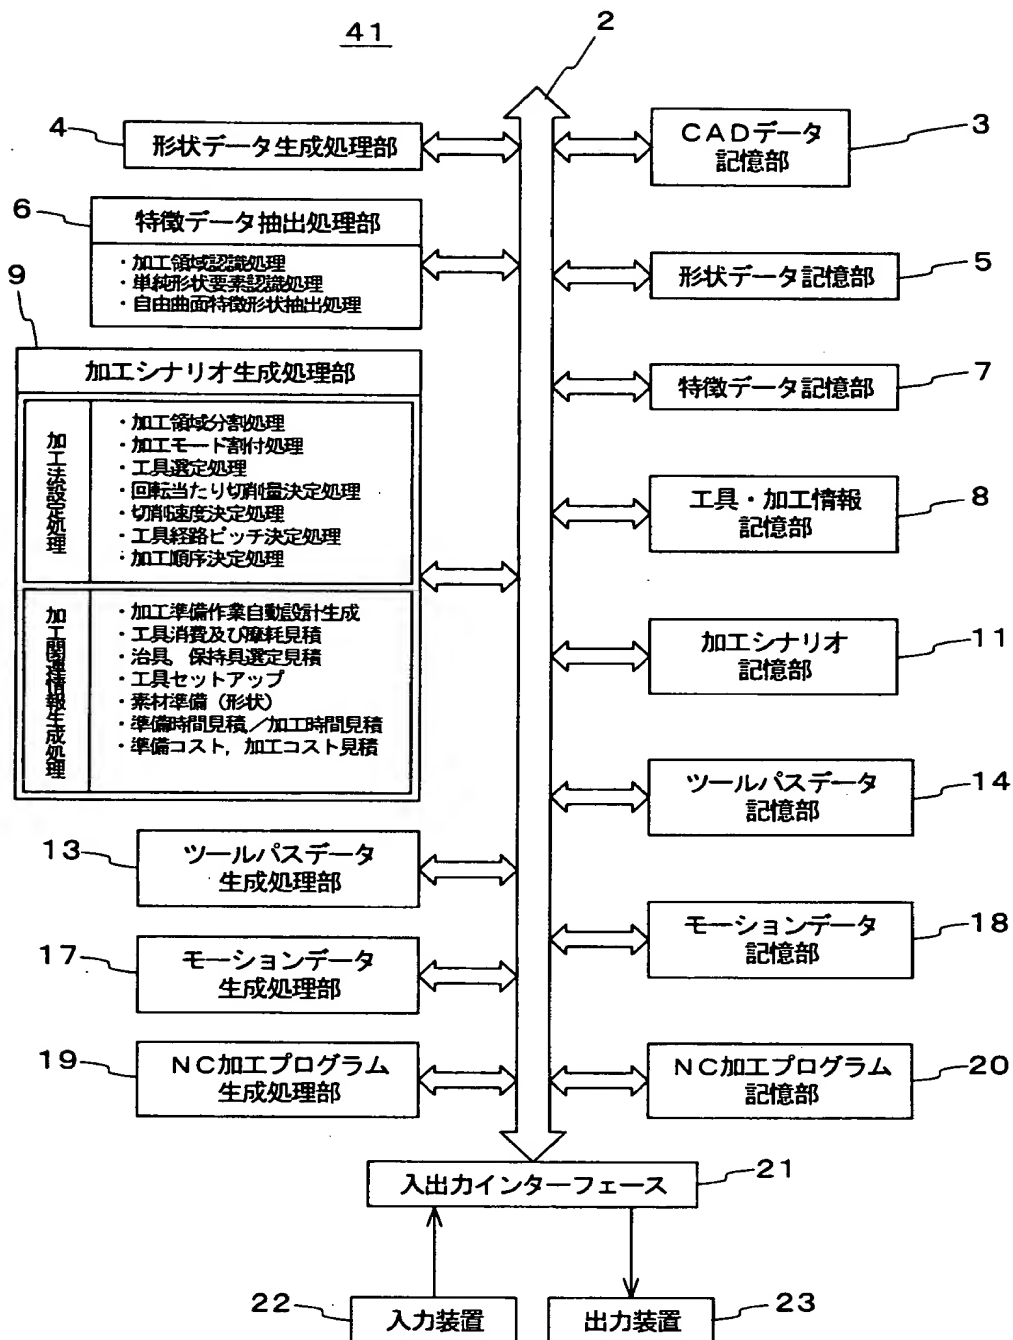 41
2
4
形状データ生成処理部
CADデータ
記憶部
3
6
特徴データ抽出処理部
・加工領域認識処理
・単純形状要素認識処理
・自由曲面特徴形状抽出処理
形状データ記憶部
5
9
加工シナリオ生成処理部
加工法設定処理
・加工領域分割処理
・加工モード割付処理
・工具選定処理
・回転当たり切削量決定処理
・切削速度決定処理
・工具経路ピッチ決定処理
・加工順序決定処理
加工関連情報生成処理
・加工準備作業自動設計生成
・工具消費及び摩耗見積
・治具，保持具選定見積
・工具セットアップ
・素材準備（形状）
・準備時間見積／加工時間見積
・準備コスト，加工コスト見積
特徴データ記憶部
7
工具・加工情報
記憶部
8
加工シナリオ
記憶部
11
ツールパスデータ
記憶部
14
13
ツールパスデータ
生成処理部
モーションデータ
記憶部
18
17
モーションデータ
生成処理部
19
NC加工プログラム
生成処理部
NC加工プログラム
記憶部
20
入出力インターフェース
21
22
入力装置
出力装置
23